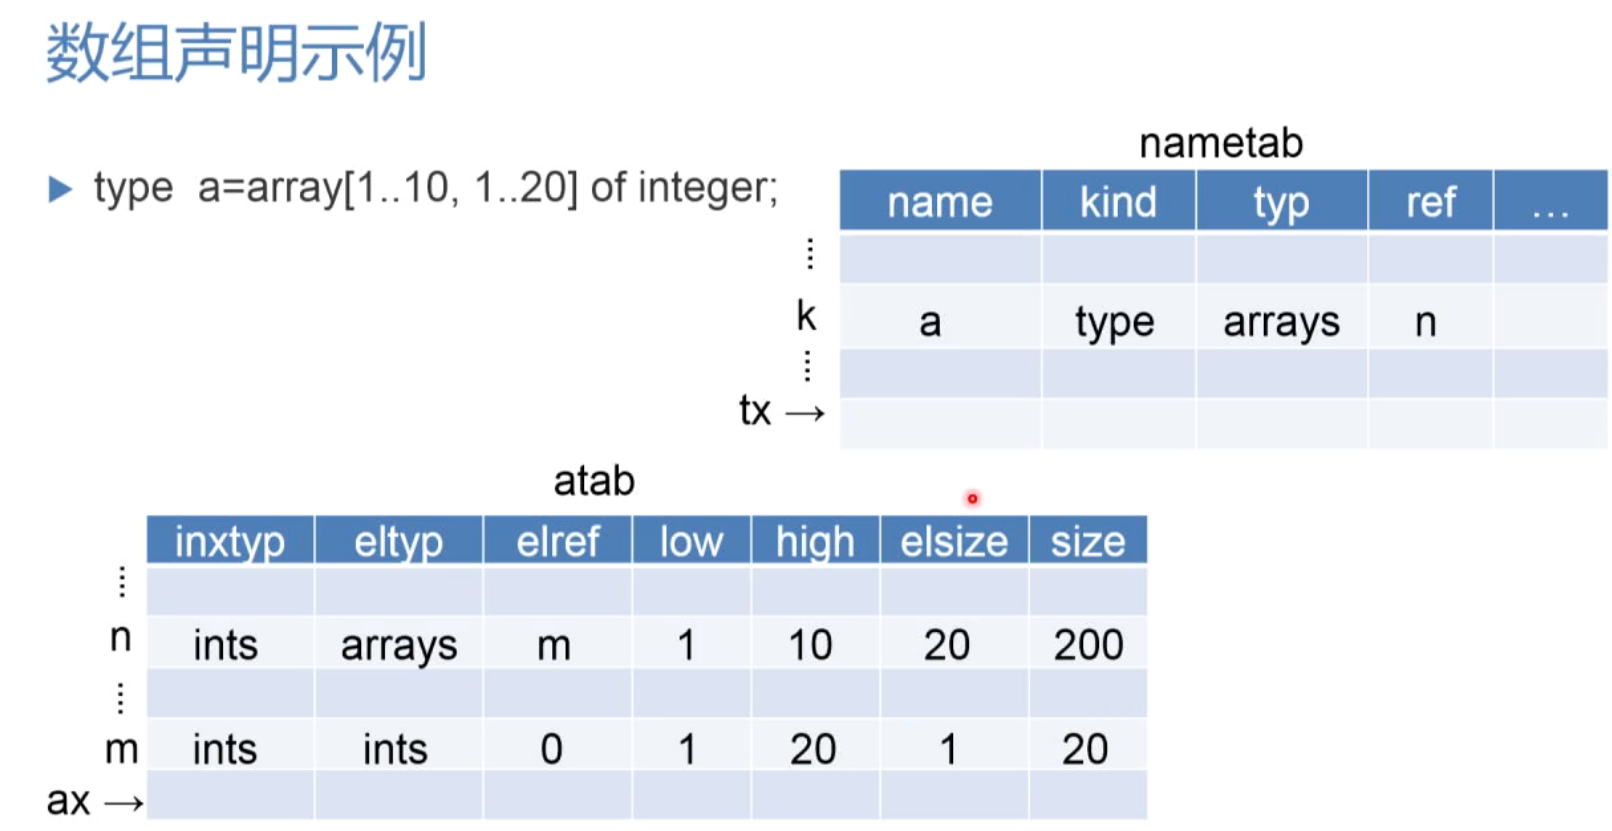 数组声明示例
▶ type a=array[1..10, 1..20] of integer;
nametab
name kind typ ref ...
⋮
k a type arrays n
⋮
tx →
atab
inxtyp eltyp elref low high elsize size
⋮
n ints arrays m 1 10 20 200
⋮
m ints ints 0 1 20 1 20
ax →